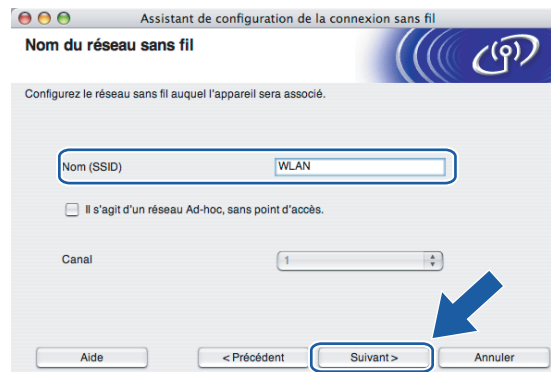 Assistant de configuration de la connexion sans fil
Nom du réseau sans fil
Configurez le réseau sans fil auquel l'appareil sera associé.
Nom (SSID) WLAN
Il s'agit d'un réseau Ad-hoc, sans point d'accès.
Canal 1
Aide < Précédent Suivant > Annuler